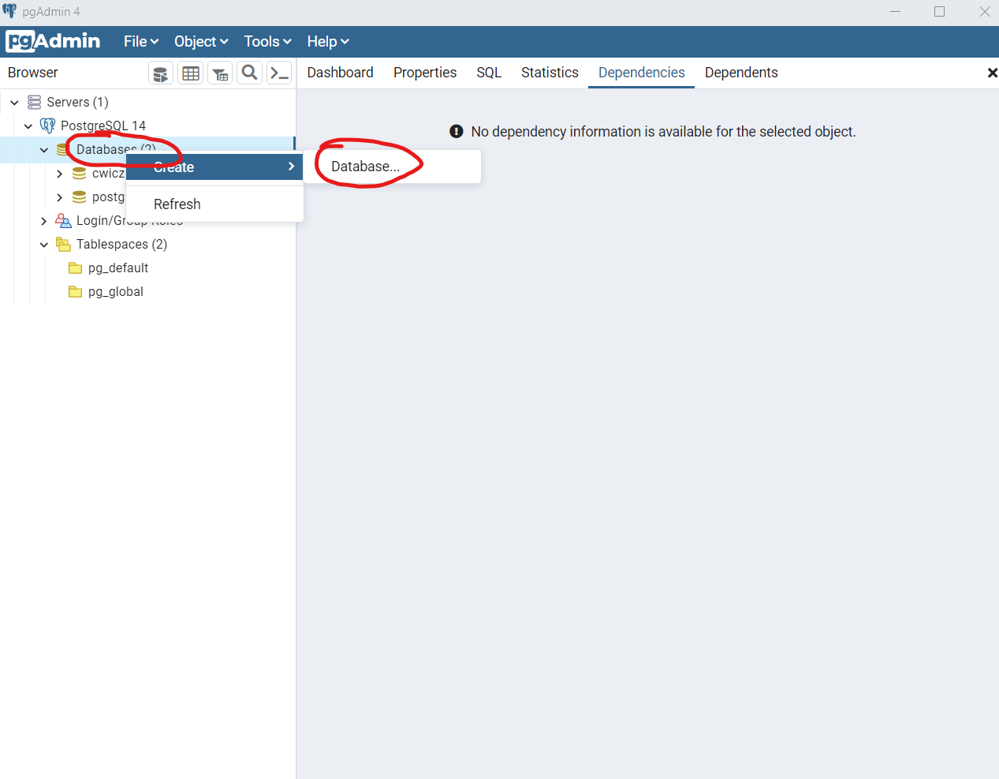 pgAdmin 4
pgAdmin File Object Tools Help
Browser Dashboard Properties SQL Statistics Dependencies Dependents
Servers (1)
PostgreSQL 14
No dependency information is available for the selected object.
Databases (2)
Create
Database...
cwicz
postg
Refresh
Login/Group Roles
Tablespaces (2)
pg_default
pg_global